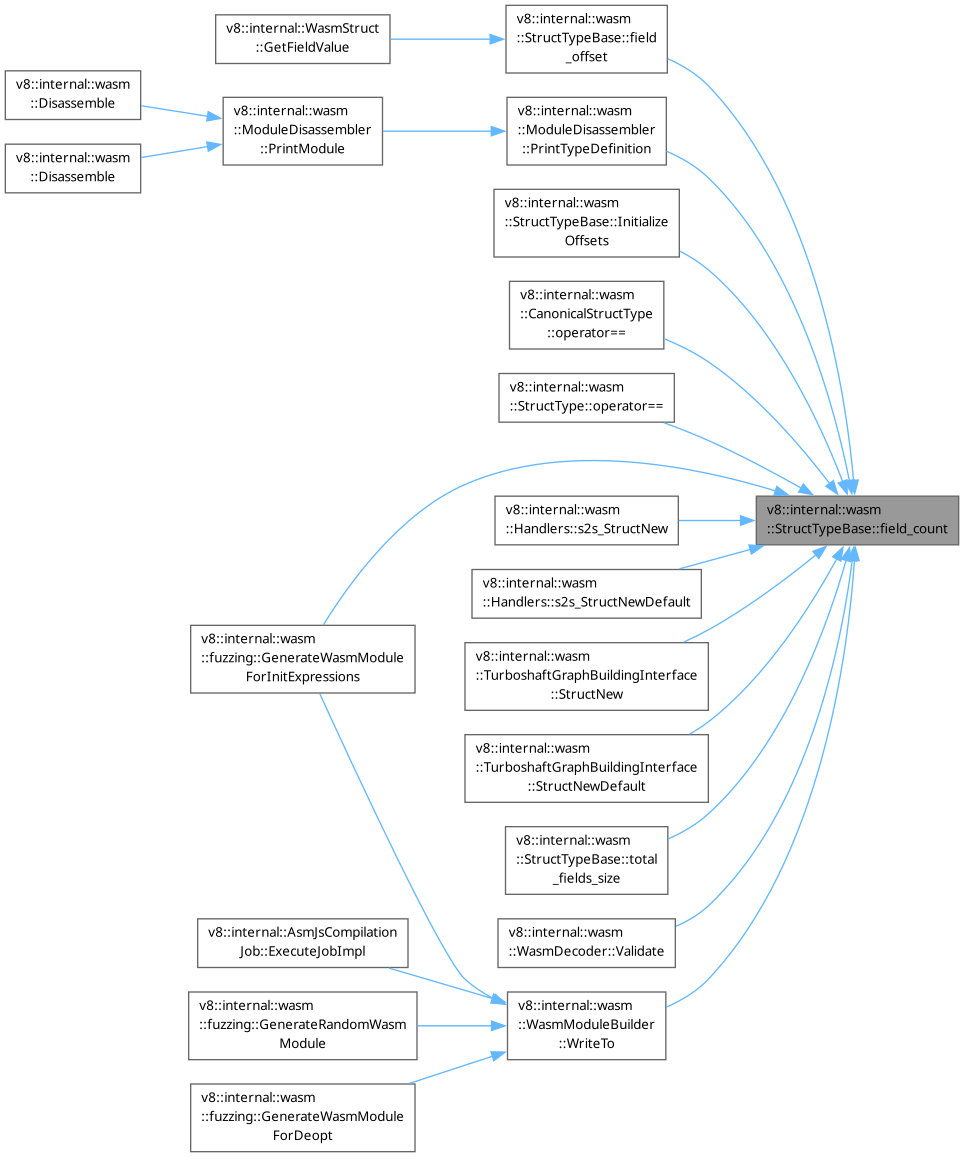 v8::internal::WasmStruct
::GetFieldValue
v8::internal::wasm
::StructTypeBase::field
_offset
v8::internal::wasm
::Disassemble
v8::internal::wasm
::Disassemble
v8::internal::wasm
::ModuleDisassembler
::PrintModule
v8::internal::wasm
::ModuleDisassembler
::PrintTypeDefinition
v8::internal::wasm
::StructTypeBase::Initialize
Offsets
v8::internal::wasm
::CanonicalStructType
::operator==
v8::internal::wasm
::StructType::operator==
v8::internal::wasm
::Handlers::s2s_StructNew
v8::internal::wasm
::StructTypeBase::field_count
v8::internal::wasm
::Handlers::s2s_StructNewDefault
v8::internal::wasm
::fuzzing::GenerateWasmModule
ForInitExpressions
v8::internal::wasm
::TurboshaftGraphBuildingInterface
::StructNew
v8::internal::wasm
::TurboshaftGraphBuildingInterface
::StructNewDefault
v8::internal::wasm
::StructTypeBase::total
_fields_size
v8::internal::AsmJsCompilation
Job::ExecuteJobImpl
v8::internal::wasm
::WasmDecoder::Validate
v8::internal::wasm
::fuzzing::GenerateRandomWasm
Module
v8::internal::wasm
::WasmModuleBuilder
::WriteTo
v8::internal::wasm
::fuzzing::GenerateWasmModule
ForDeopt